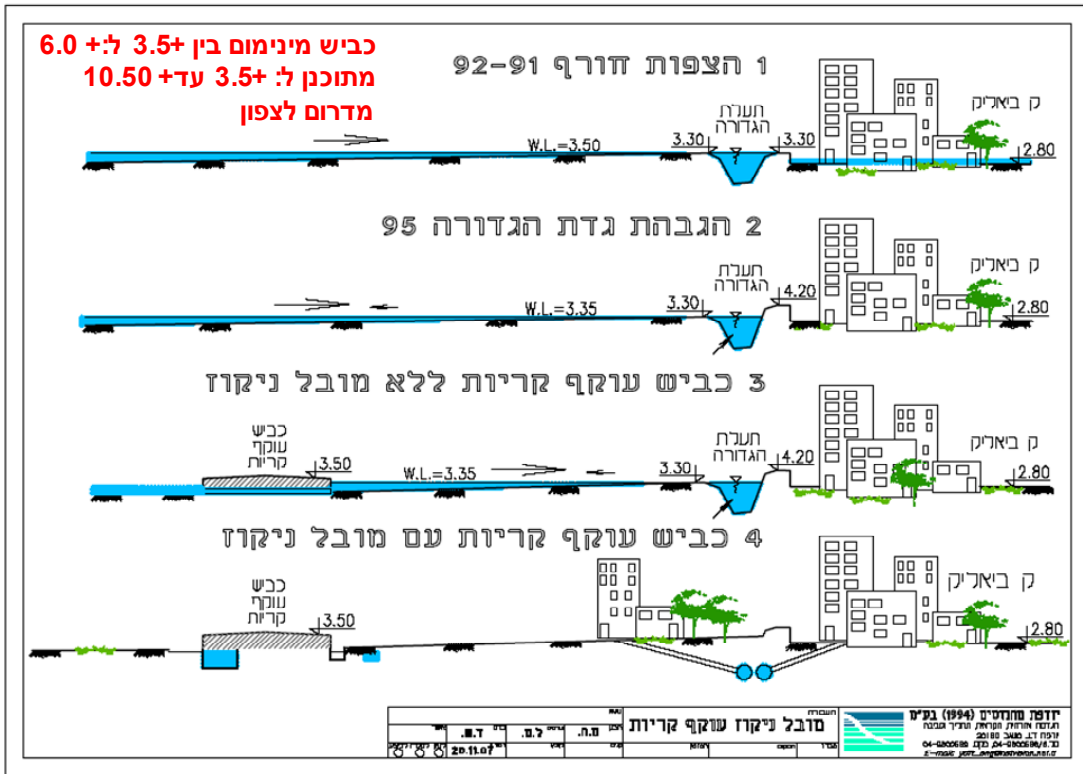 כביש מינימום בין +3.5 ל:+ 6.0
מתוכנן ל: +3.5 עד+ 10.50
מדרום לצפון
1 הצפות חורף 92-91
תעלת
הגדורה
ק ביאליק
W.L.=3.50
3.30
3.30
2.80
2 הגבהת גדת הגדורה 95
תעלת
הגדורה
ק ביאליק
W.L.=3.35
3.30
4.20
2.80
3 כביש עוקף קריות ללא מובל ניקוז
כביש
עוקף
קריות
3.50
W.L.=3.35
3.30
תעלת
הגדורה
4.20
ק ביאליק
2.80
4 כביש עוקף קריות עם מובל ניקוז
כביש
עוקף
קריות
3.50
ק ביאליק
2.80
יודפת מהנדסים (1994) בע"מ
העבודה
מובל ניקוז עוקף קריות
מ.ח.
ל.מ.
ד.ש.
20.11.07